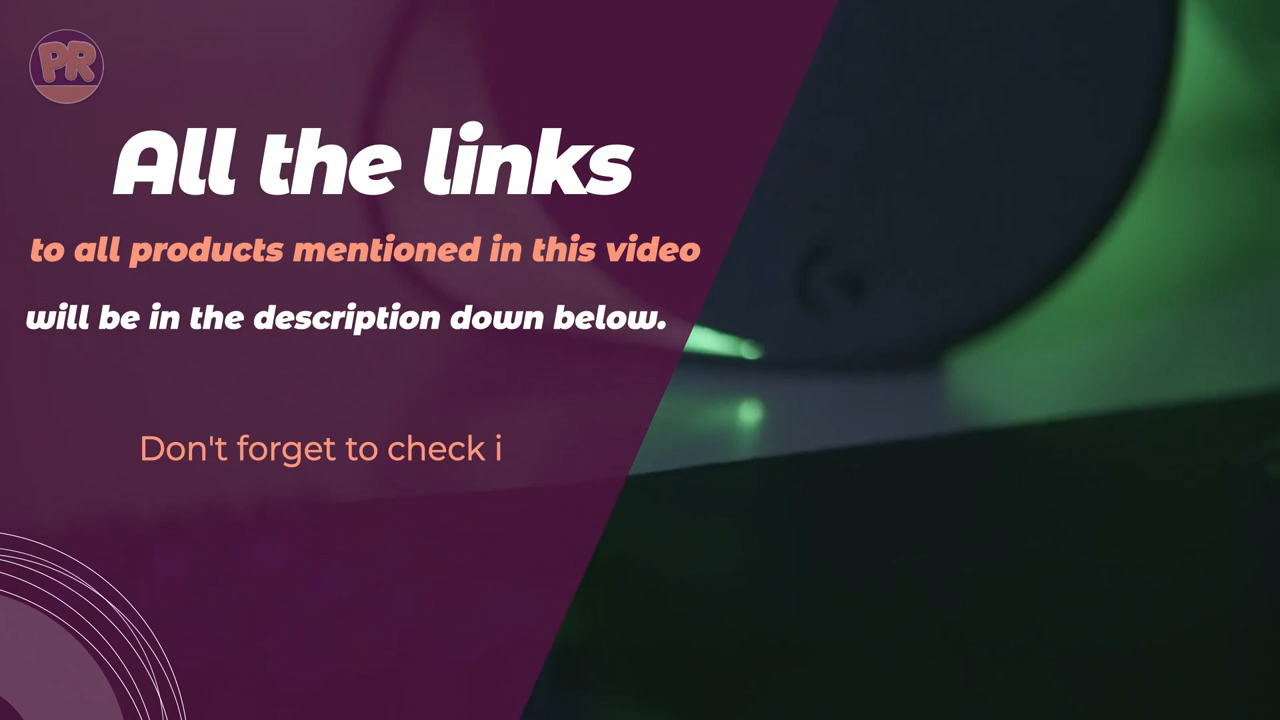 PR
All the links
to all products mentioned in this video
will be in the description down below.
Don't forget to check i